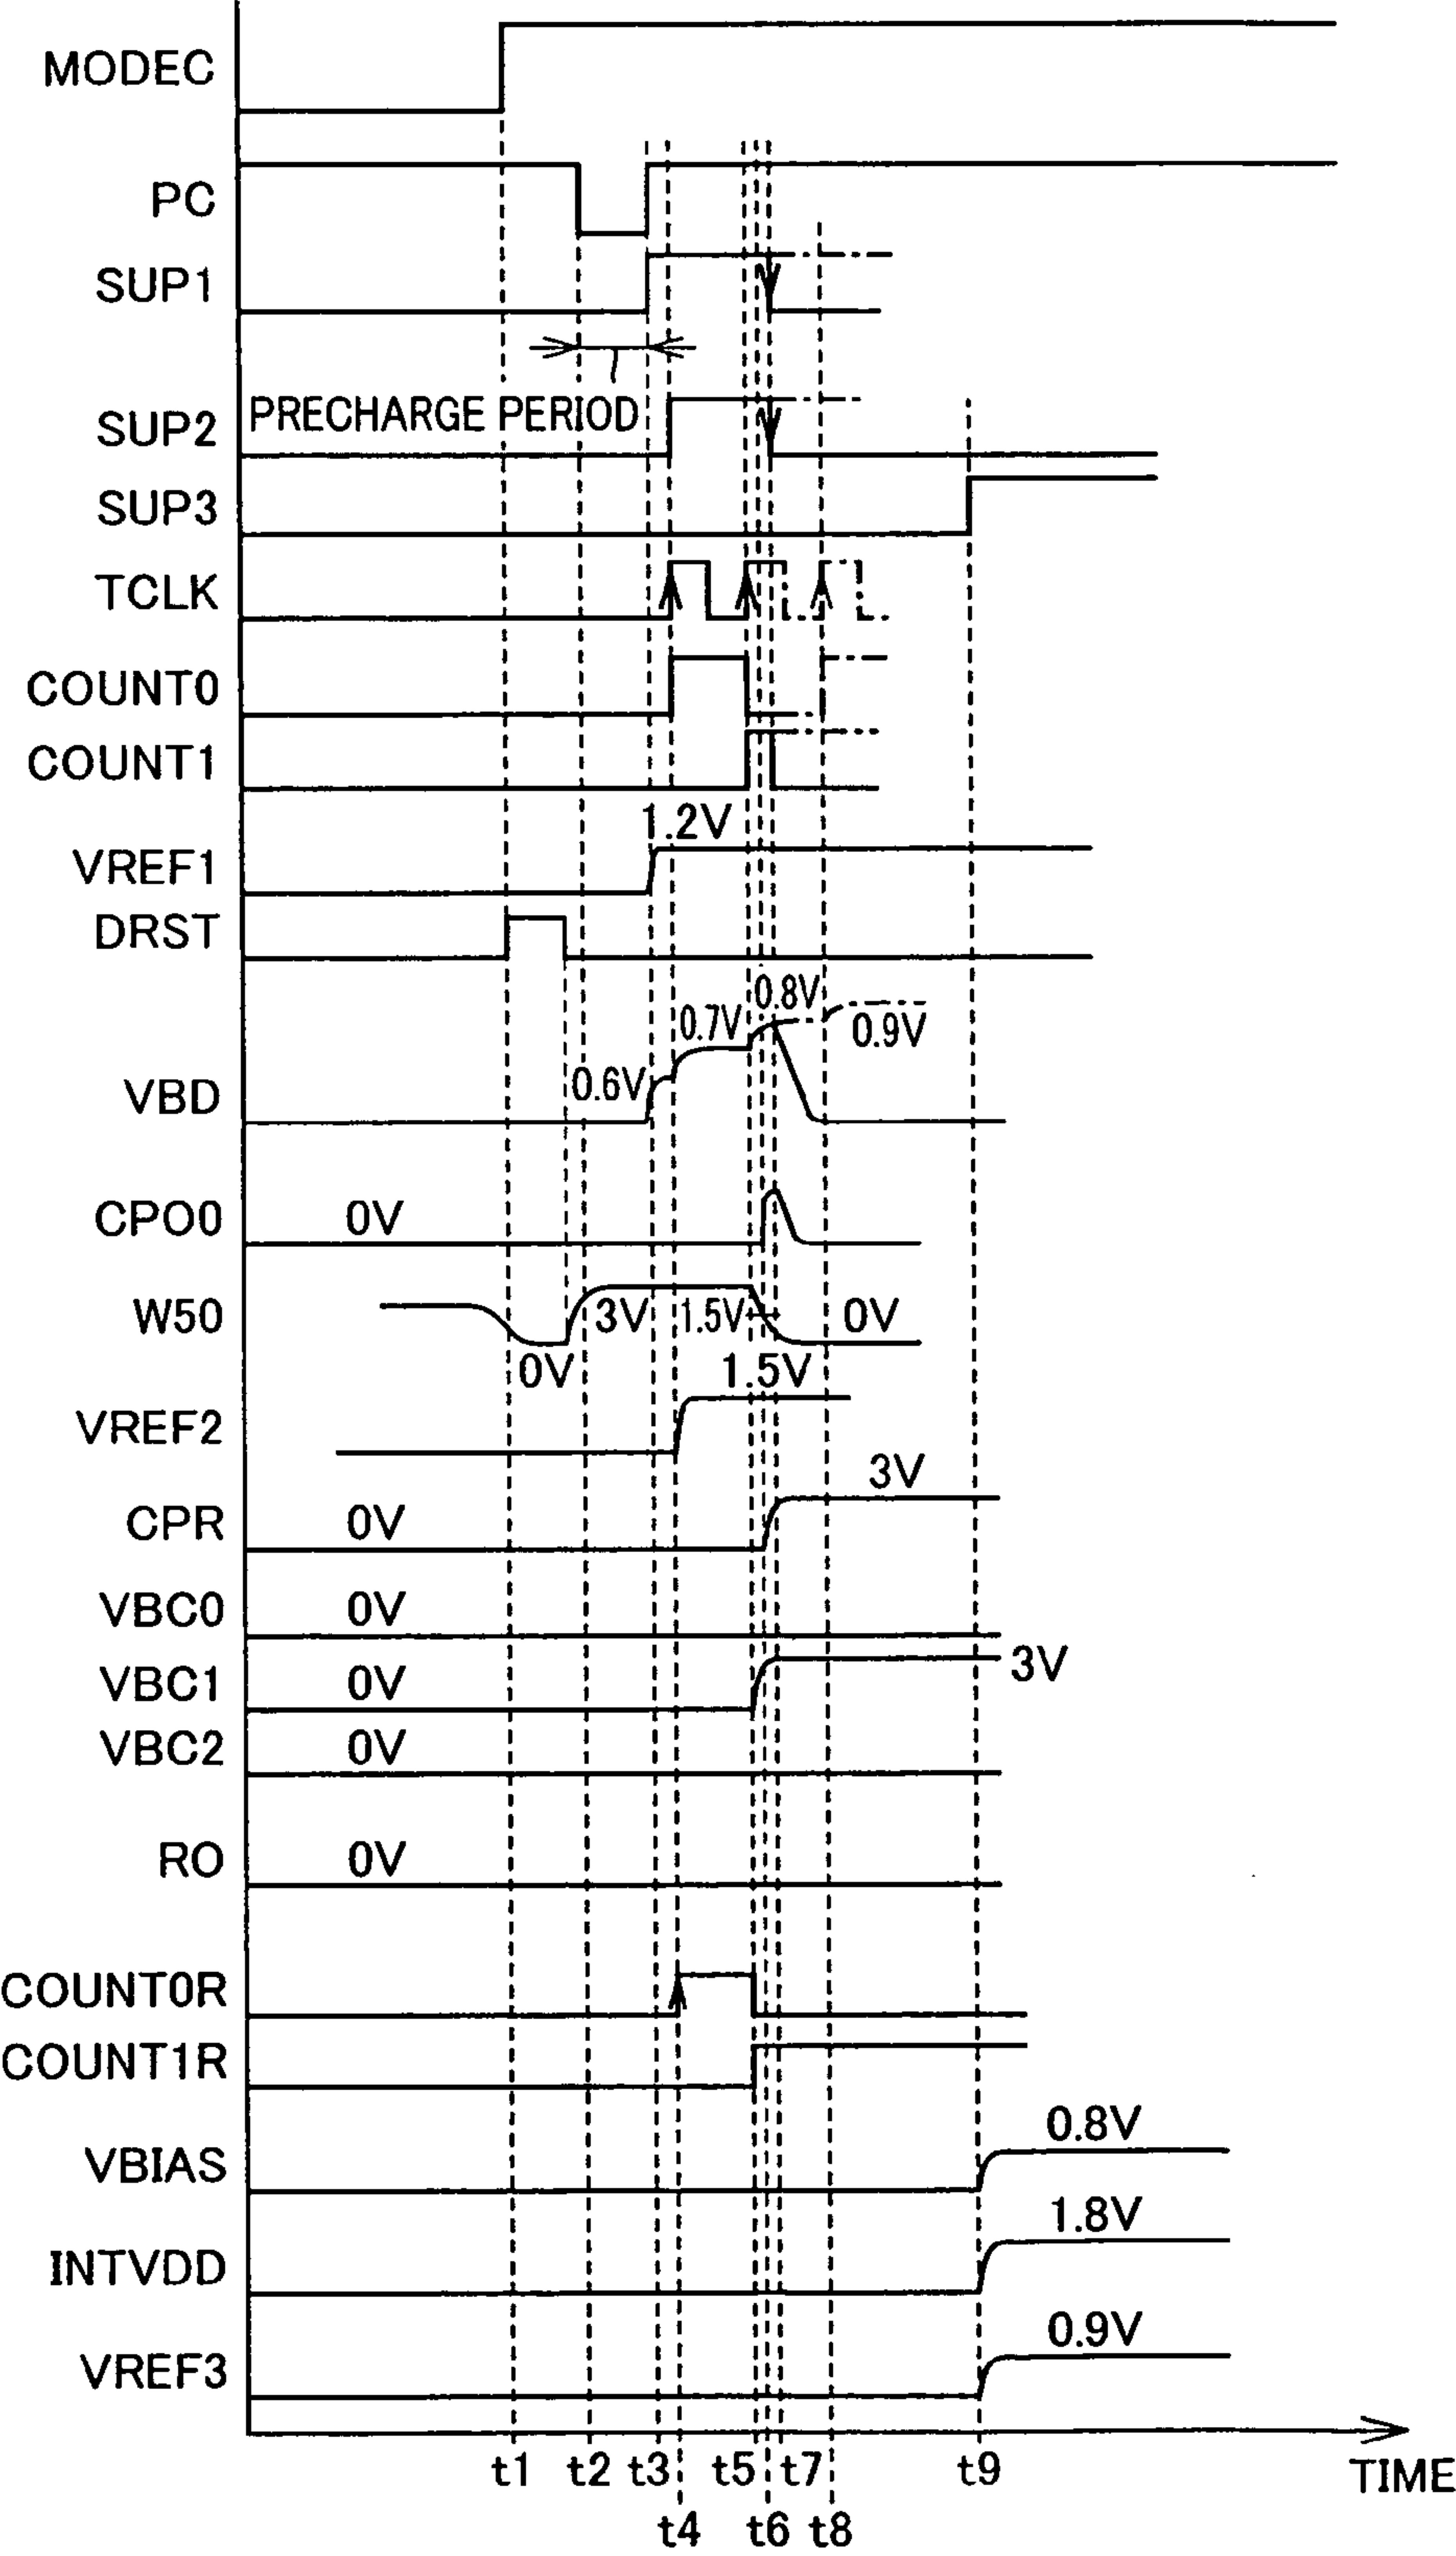 MODEC
PC
SUP1
PRECHARGE PERIOD
SUP2
SUP3
TCLK
COUNT0
COUNT1
1.2V
VREF1
DRST
0.8V
0.7V
0.9V
0.6V
VBD
CPO0 0V
W50 3V 1.5V 0V
0V 1.5V
VREF2
3V
CPR 0V
VBC0 0V
3V
VBC1 0V
VBC2 0V
RO 0V
COUNT0R
COUNT1R
0.8V
VBIAS
1.8V
INTVDD
0.9V
VREF3
t1 t2 t3 t5 t7 t9 TIME
t4 t6 t8